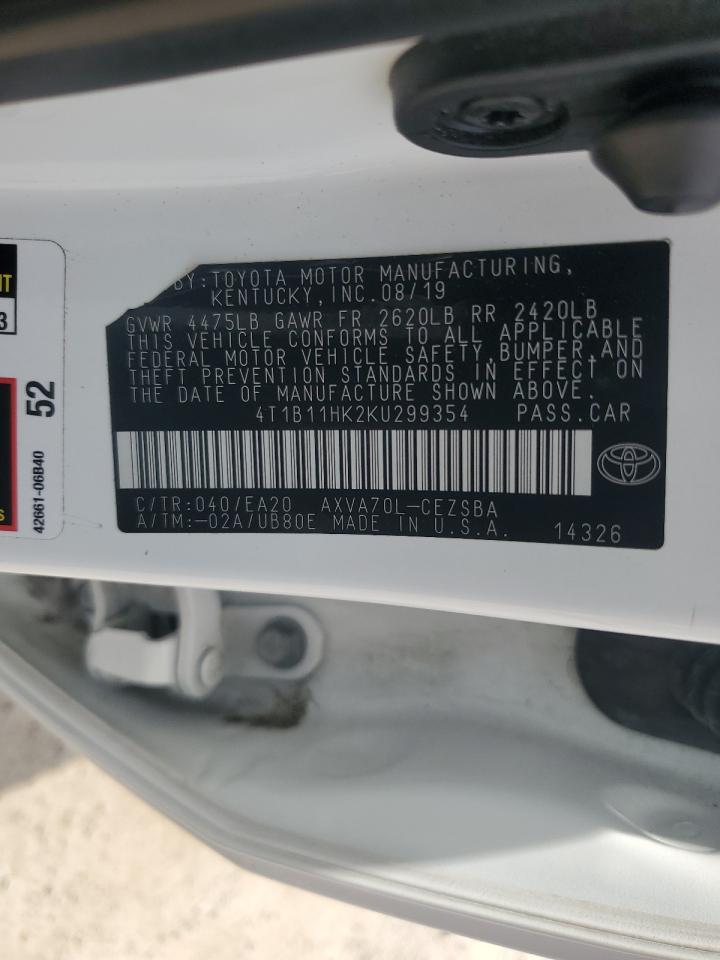 BY:TOYOTA MOTOR MANUFACTURING,
KENTUCKY,INC.08/19
GVWR 4475LB GAWR FR 2620LB RR 2420LB
THIS VEHICLE CONFORMS TO ALL APPLICABLE
FEDERAL MOTOR VEHICLE SAFETY,BUMPER,AND
THEFT PREVENTION STANDARDS IN EFFECT ON
THE DATE OF MANUFACTURE SHOWN ABOVE.
4T1B11HK2KU299354 PASS.CAR
C/TR:040/EA20 AXVA70L-CEZSBA
A/TM:-02A/UB80E MADE IN U.S.A. 14326
52
42661-06B40